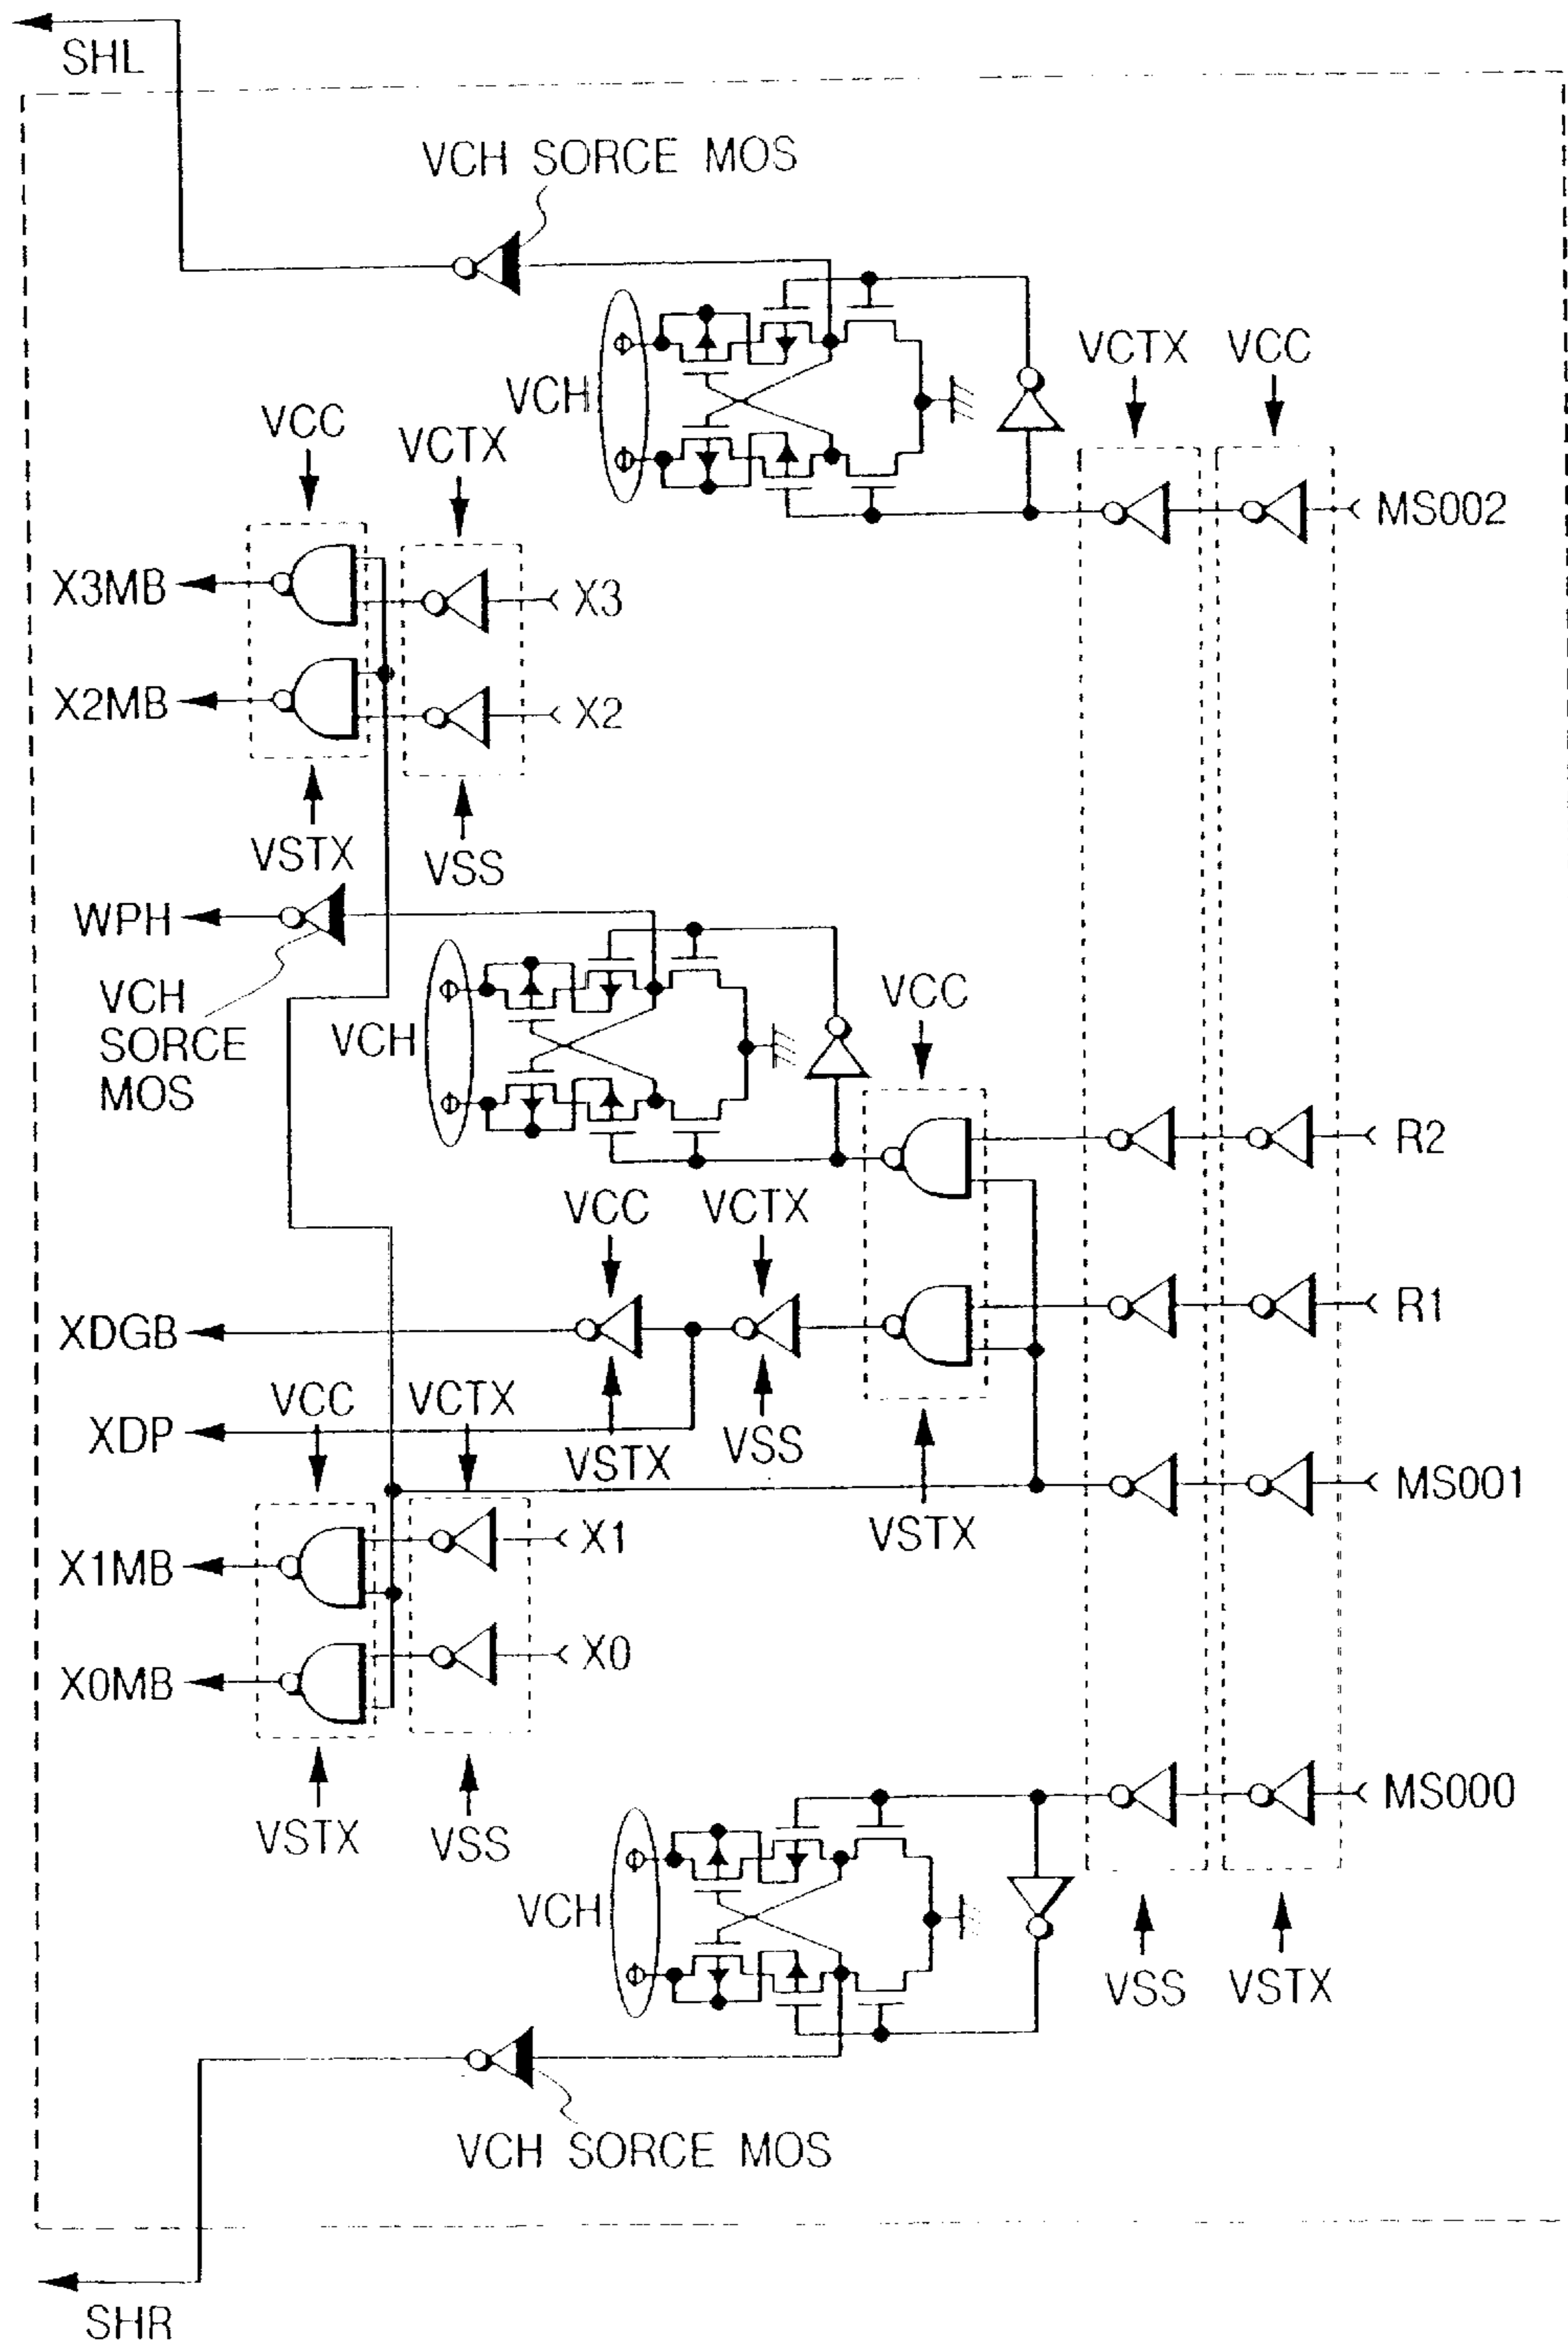 SHL
VCH SORCE MOS
VCTX
VCC
VCH
VCC
VCTX
MS002
X3MB
X3
X2MB
X2
VSTX
VSS
WPH
VCH
SORCE
MOS
VCH
VCC
R2
VCC
VCTX
R1
XDGB
VCC
VCTX
XDP
VSTX
VSS
MS001
VSTX
X1MB
X1
X0MB
X0
MS000
VSTX
VSS
VCH
VSS
VSTX
VCH SORCE MOS
SHR